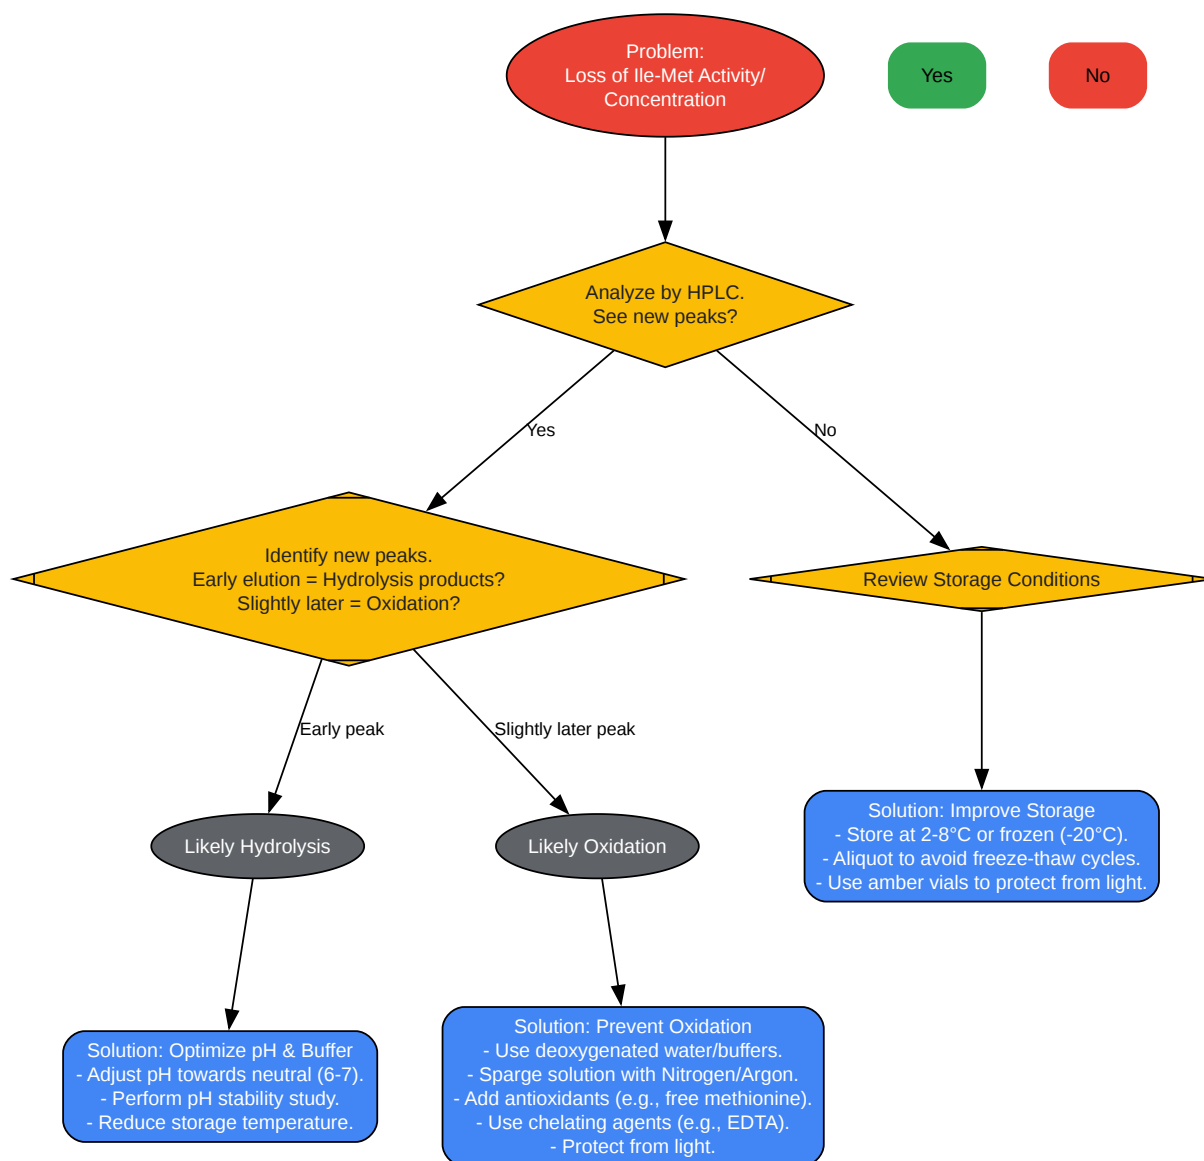 Problem:
Loss of Ile-Met Activity/
Concentration
Yes
No
Analyze by HPLC.
See new peaks?
Yes
No
Identify new peaks.
Early elution = Hydrolysis products?
Slightly later = Oxidation?
Review Storage Conditions
Early peak
Slightly later peak
Likely Hydrolysis
Likely Oxidation
Solution: Improve Storage
- Store at 2-8°C or frozen (-20°C).
- Aliquot to avoid freeze-thaw cycles.
- Use amber vials to protect from light.
Solution: Optimize pH & Buffer
- Adjust pH towards neutral (6-7).
- Perform pH stability study.
- Reduce storage temperature.
Solution: Prevent Oxidation
- Use deoxygenated water/buffers.
- Sparge solution with Nitrogen/Argon.
- Add antioxidants (e.g., free methionine).
- Use chelating agents (e.g., EDTA).
- Protect from light.